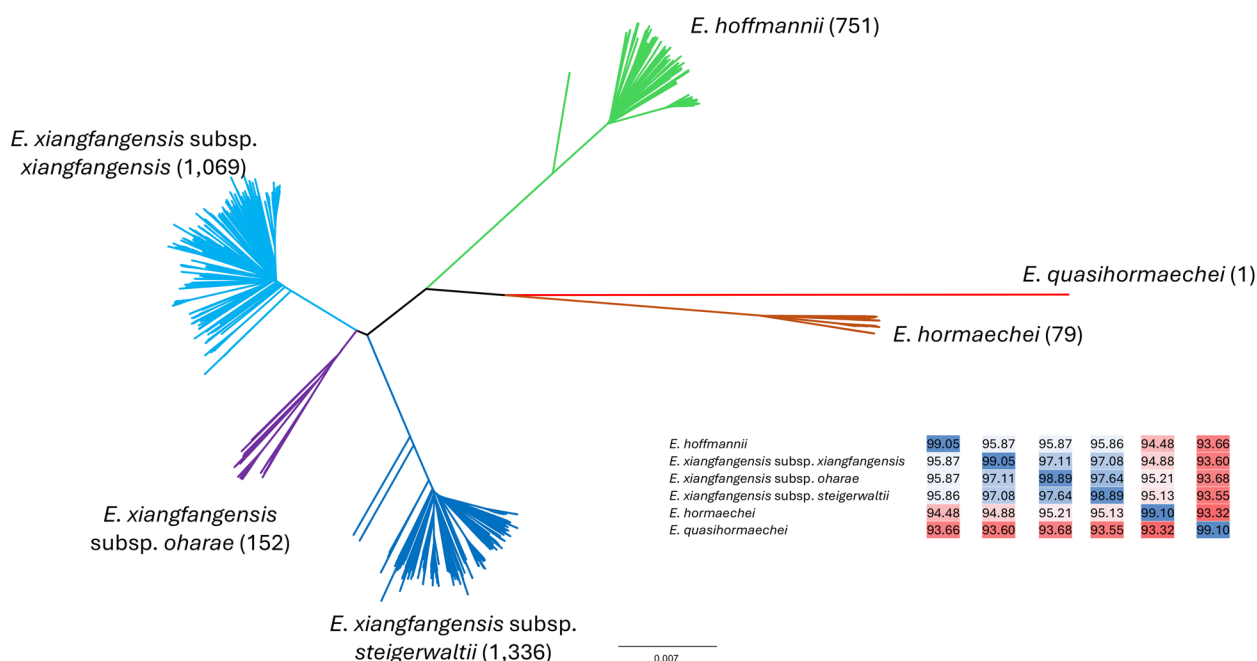 E. hoffmannii (751)
E. xiangfangensis subsp.
xiangfangensis (1,069)
E. quasihormaechei (1)
E. hormaechei (79)
E. hoffmannii 99.05 95.87 95.87 95.86 94.48 93.66
E. xiangfangensis subsp. xiangfangensis 95.87 99.05 97.11 97.08 94.88 93.60
E. xiangfangensis subsp. oharae 95.87 97.11 98.89 97.64 95.21 93.68
E. xiangfangensis subsp. steigerwaltii 95.86 97.08 97.64 98.89 95.13 93.55
E. hormaechei 94.48 94.88 95.21 95.13 99.10 93.32
E. quasihormaechei 93.66 93.60 93.68 93.55 93.32 99.10
E. xiangfangensis
subsp. oharae (152)
E. xiangfangensis subsp.
steigerwaltii (1,336)
0.007